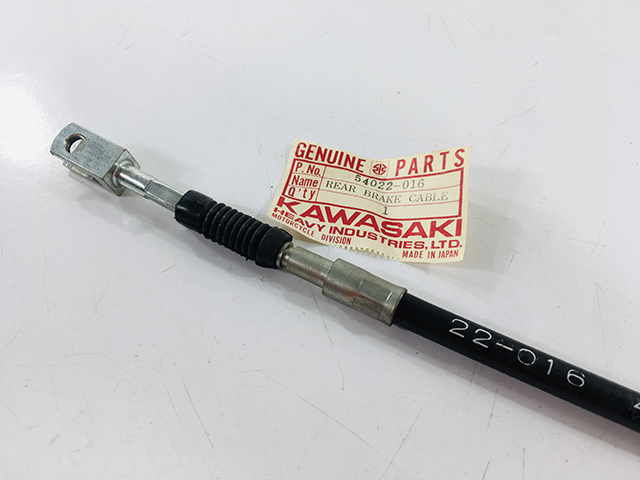 GENUINE PARTS
P.No. 54022-016
Name REAR BRAKE CABLE
Q'ty 1
KAWASAKI
HEAVY INDUSTRIES, LTD.
MOTORCYCLE DIVISION
MADE IN JAPAN
22-016